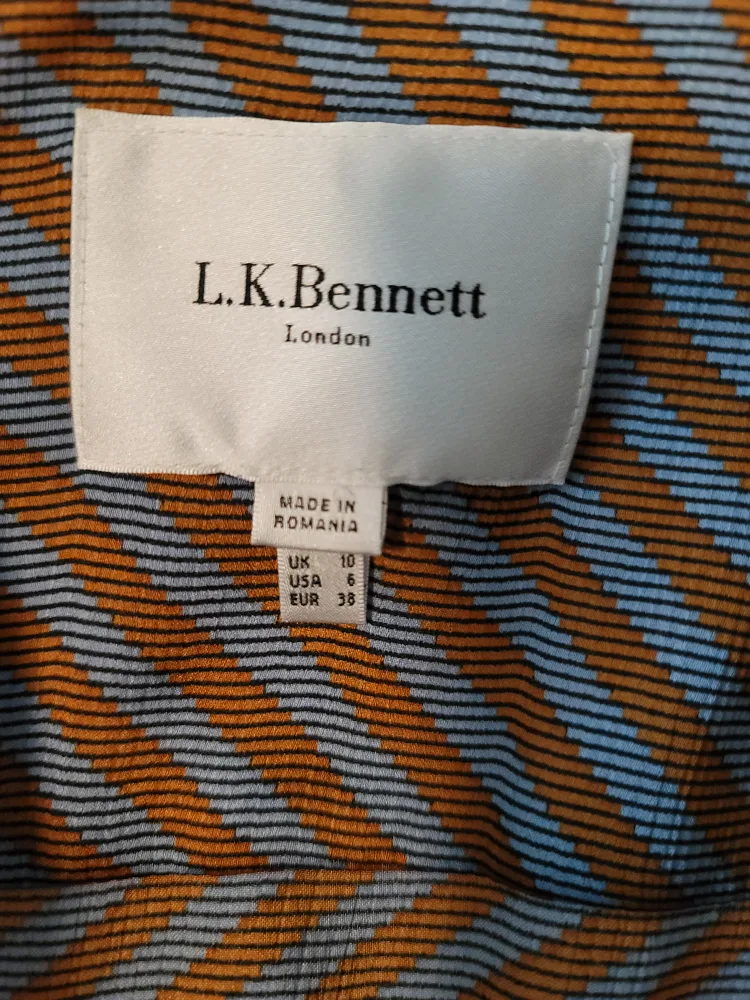 L.K.Bennett
London
MADE IN
ROMANIA
UK 10
USA 6
EUR 38